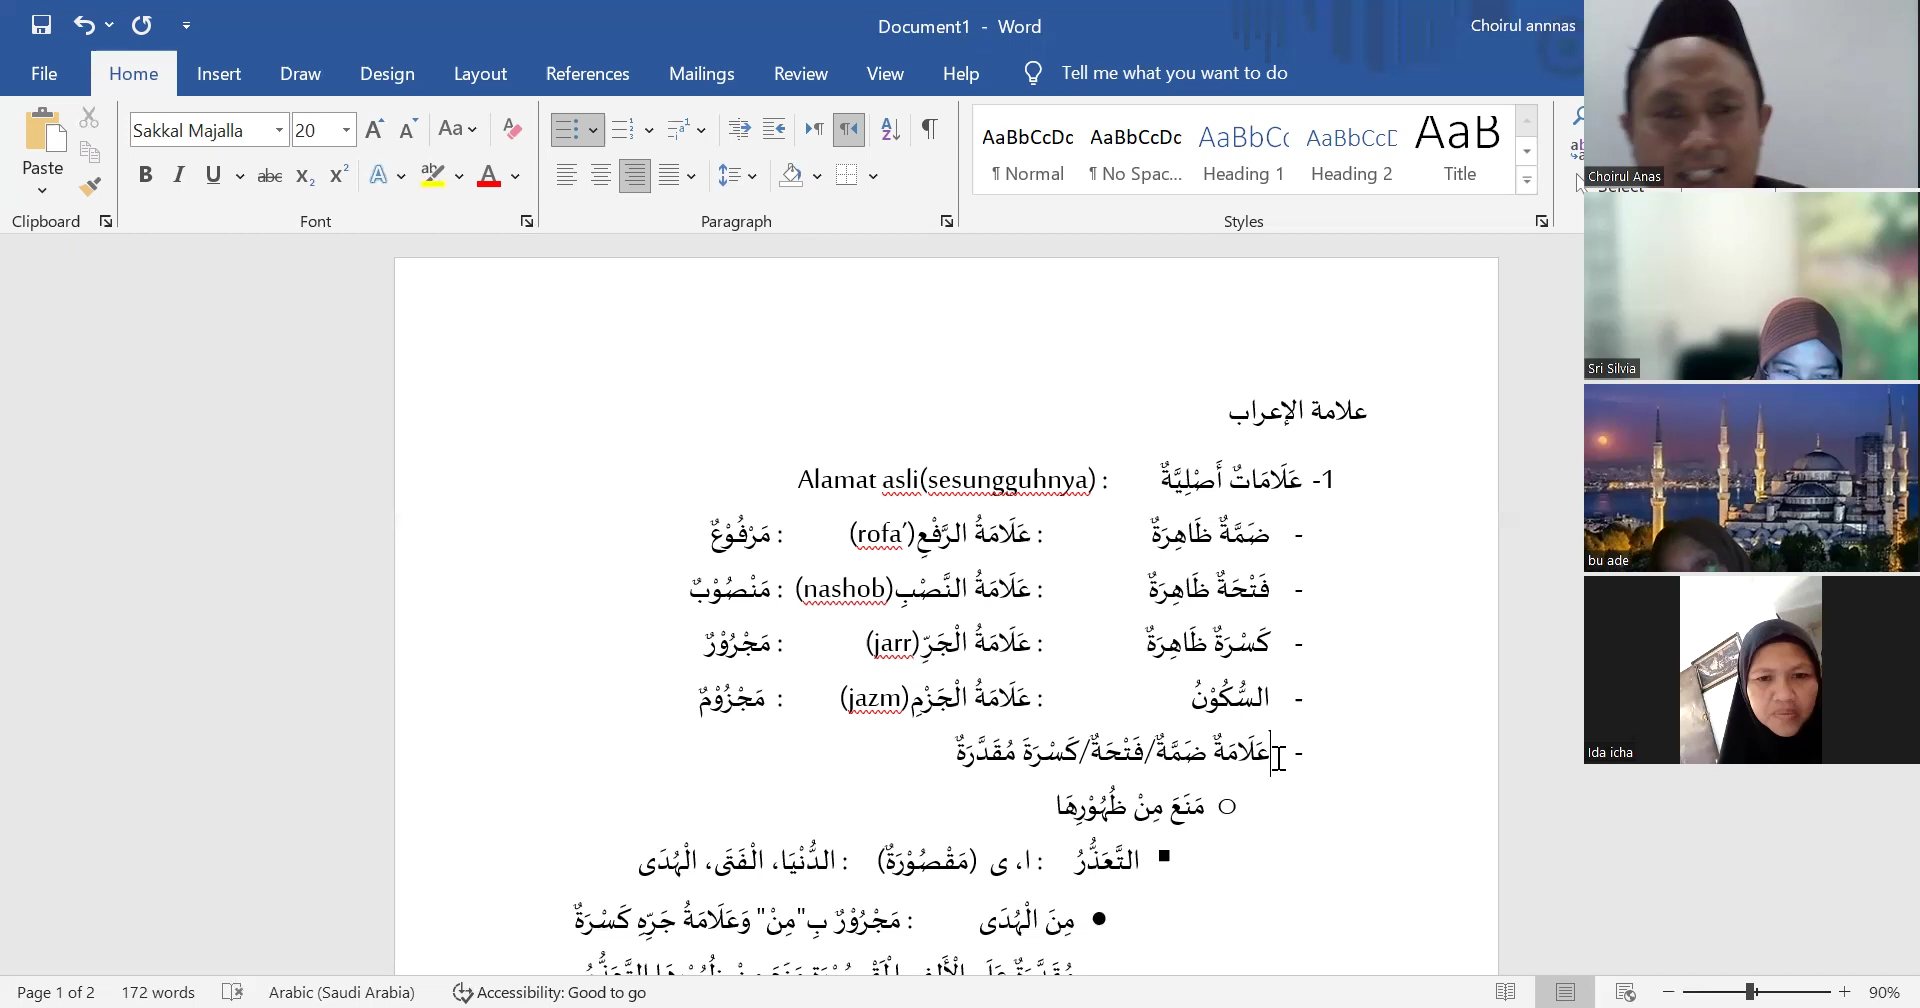 Document1 - Word
Choirul annnas
File Home Insert Draw Design Layout References Mailings Review View Help Tell me what you want to do
Paste
Sakkal Majalla 20
AaBbCcDc AaBbCcDc AaBbCc AaBbCcD AaB
¶ Normal ¶ No Spac... Heading 1 Heading 2 Title
Select
Clipboard Font Paragraph Styles
Choirul Anas
Sri Silvia
bu ade
Ida icha
علامة الإعراب
1- عَلَامَاتٌ أَصْلِيَّةٌ : Alamat asli(sesungguhnya)
- ضَمَّةٌ ظَاهِرَةٌ : عَلَامَةُ الرَّفْعِ(rofa’) : مَرْفُوْعٌ
- فَتْحَةٌ ظَاهِرَةٌ : عَلَامَةُ النَّصْبِ(nashob) : مَنْصُوْبٌ
- كَسْرَةٌ ظَاهِرَةٌ : عَلَامَةُ الْجَرِّ(jarr) : مَجْرُوْرٌ
- السُّكُوْنُ : عَلَامَةُ الْجَزْمِ(jazm) : مَجْزُوْمٌ
- عَلَامَةٌ ضَمَّةٌ/فَتْحَةٌ/كَسْرَةَ مُقَدَّرَةٌ
○ مَنَعَ مِنْ ظُهُوْرِهَا
▪ التَّعَذُّرُ : ا، ى (مَقْصُوْرَةٌ) : الدُّنْيَا، الْفَتَى، الْهُدَى
• مِنَ الْهُدَى : مَجْرُوْرٌ بِ"مِنْ" وَعَلَامَةُ جَرِّهِ كَسْرَةٌ
Page 1 of 2 172 words Arabic (Saudi Arabia) Accessibility: Good to go 90%